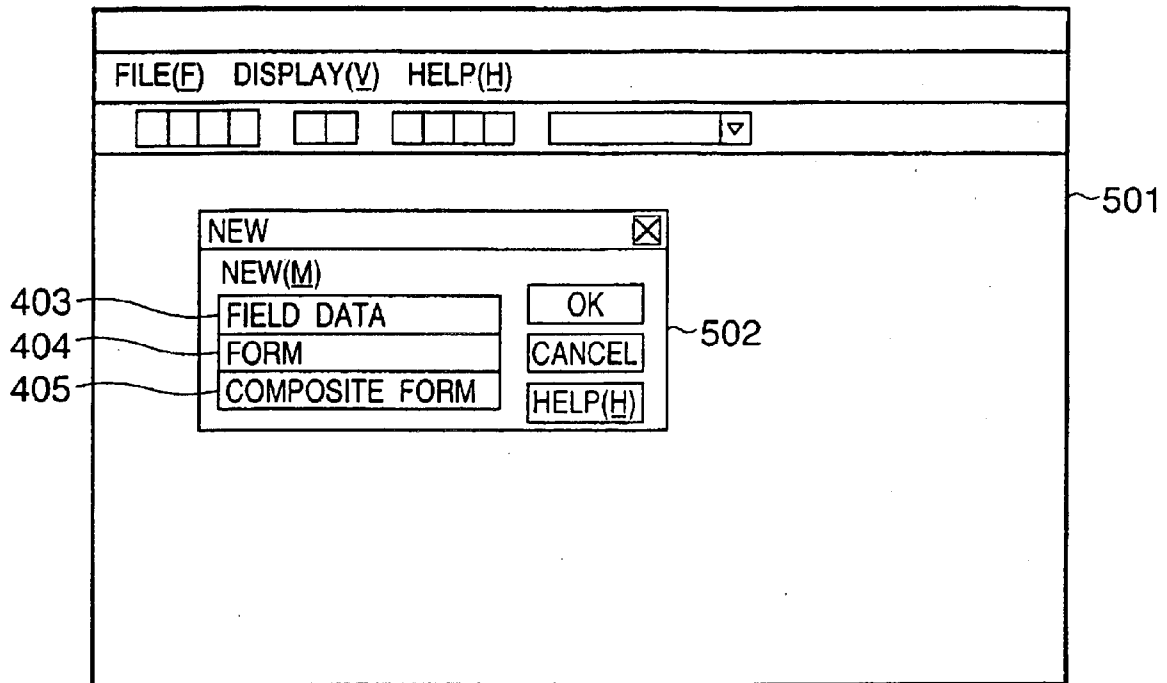 FILE(F) DISPLAY(V) HELP(H)
501
NEW
NEW(M)
403
FIELD DATA
OK
502
404
FORM
CANCEL
405
COMPOSITE FORM
HELP(H)